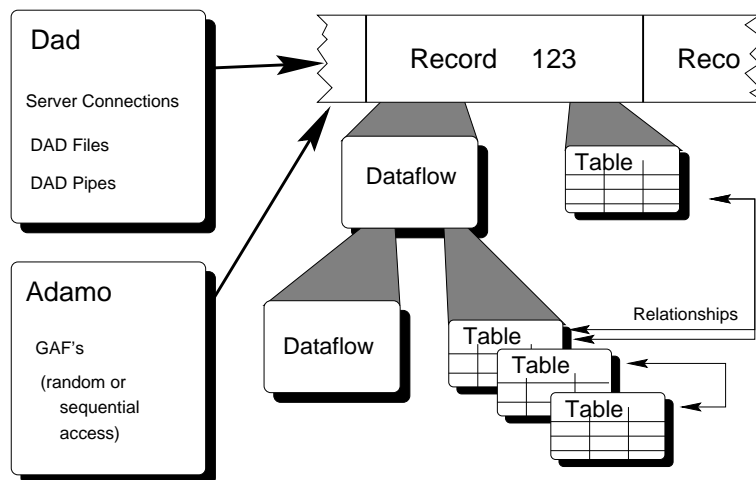 Dad
Server Connections
DAD Files
DAD Pipes
Record 123
Reco
Dataflow
Table
Adamo
GAF's
(random or
sequential
access)
Dataflow
Relationships
Table
Table
Table